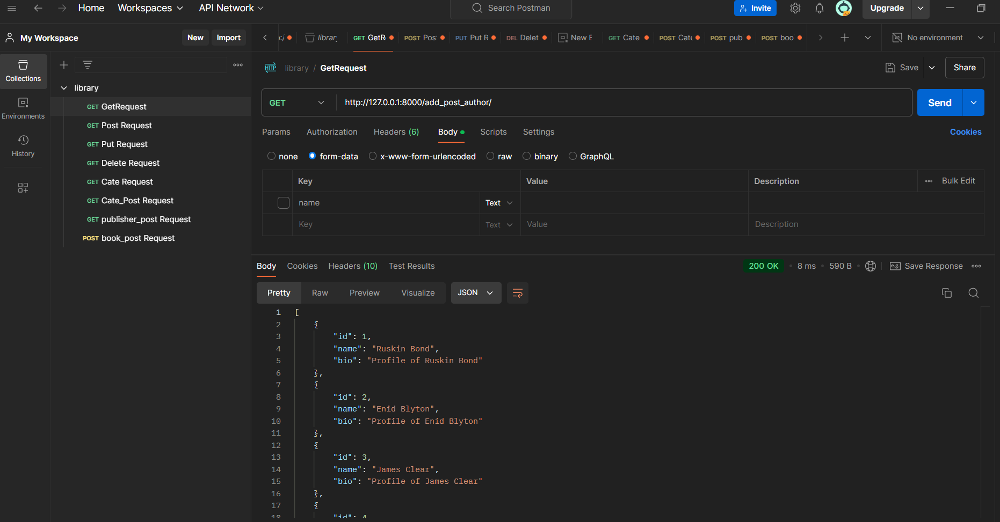 Home Workspaces API Network Search Postman Invite Upgrade
My Workspace New Import
GET GetR POST Pos PUT Put R DEL Delet New E GET Cate POST Cate POST pub POST boo No environment
Collections
Environments
History
library
GET GetRequest
GET Post Request
GET Put Request
GET Delete Request
GET Cate Request
GET Cate_Post Request
GET publisher_post Request
POST book_post Request
HTTP library / GetRequest Save Share
GET http://127.0.0.1:8000/add_post_author/ Send
Params Authorization Headers (6) Body Scripts Settings Cookies
none form-data x-www-form-urlencoded raw binary GraphQL
Key Value Description Bulk Edit
name Text
Key Text Value Description
Body Cookies Headers (10) Test Results 200 OK 8 ms 590 B e.g. Save Response
Pretty Raw Preview Visualize JSON
1 [
2 {
3 "id": 1,
4 "name": "Ruskin Bond",
5 "bio": "Profile of Ruskin Bond"
6 },
7 {
8 "id": 2,
9 "name": "Enid Blyton",
10 "bio": "Profile of Enid Blyton"
11 },
12 {
13 "id": 3,
14 "name": "James Clear",
15 "bio": "Profile of James Clear"
16 },
17 {
18 "id": 4